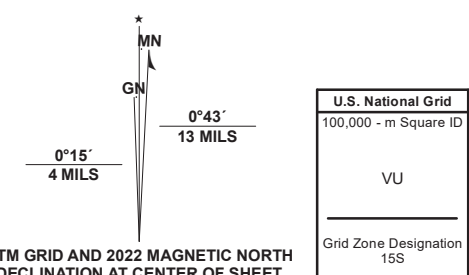 ★
MN
GN
0°43´
13 MILS
0°15´
4 MILS
TM GRID AND 2022 MAGNETIC NORTH
DECLINATION AT CENTER OF SHEET
U.S. National Grid
100,000 - m Square ID
VU
Grid Zone Designation
15S